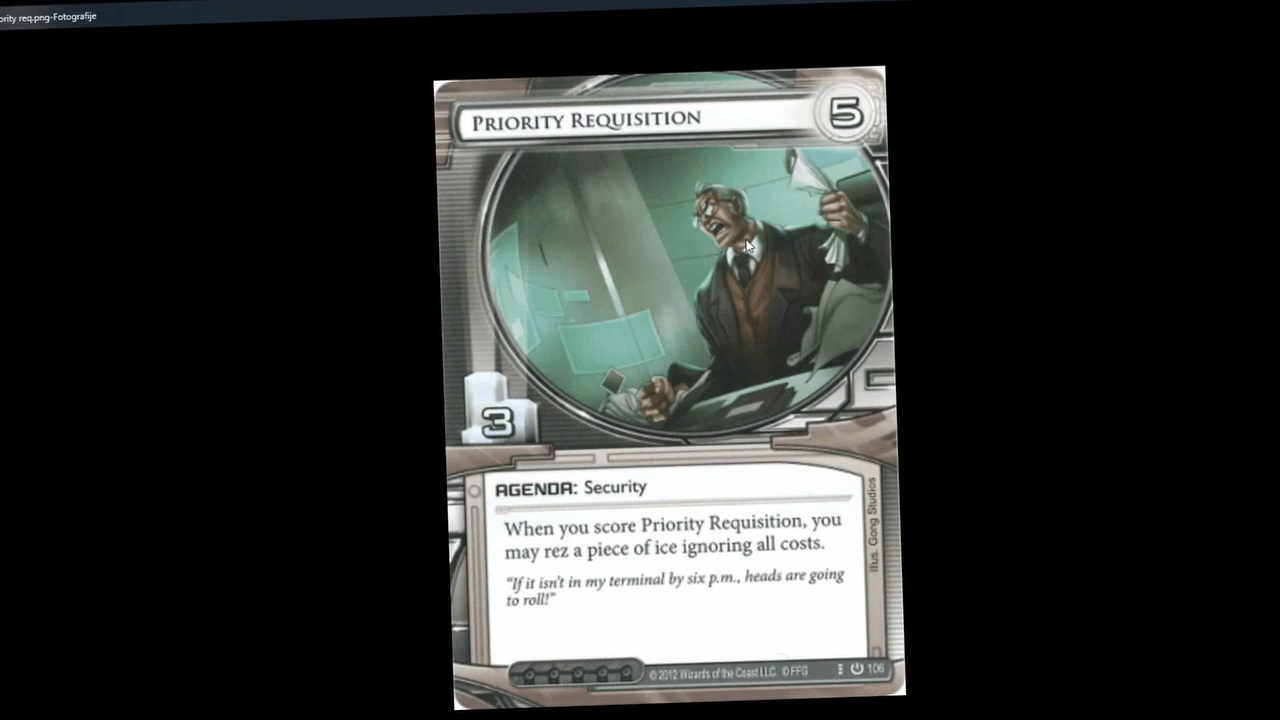 ority req.png-Fotografije
PRIORITY REQUISITION
5
3
AGENDA: Security
When you score Priority Requisition, you
may rez a piece of ice ignoring all costs.
"If it isn't in my terminal by six p.m., heads are going
to roll!"
Illus. Gong Studios
© 2012 Wizards of the Coast LLC. © FFG
106